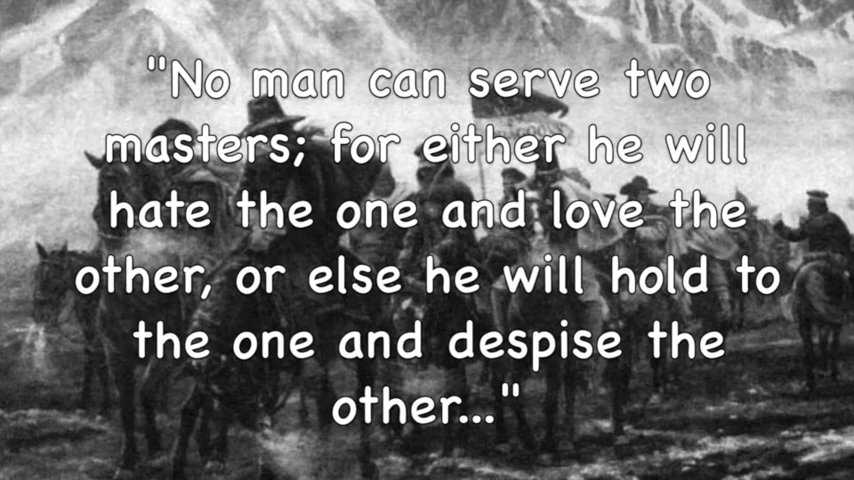 "No man can serve two
masters; for either he will
hate the one and love the
other, or else he will hold to
the one and despise the
other..."